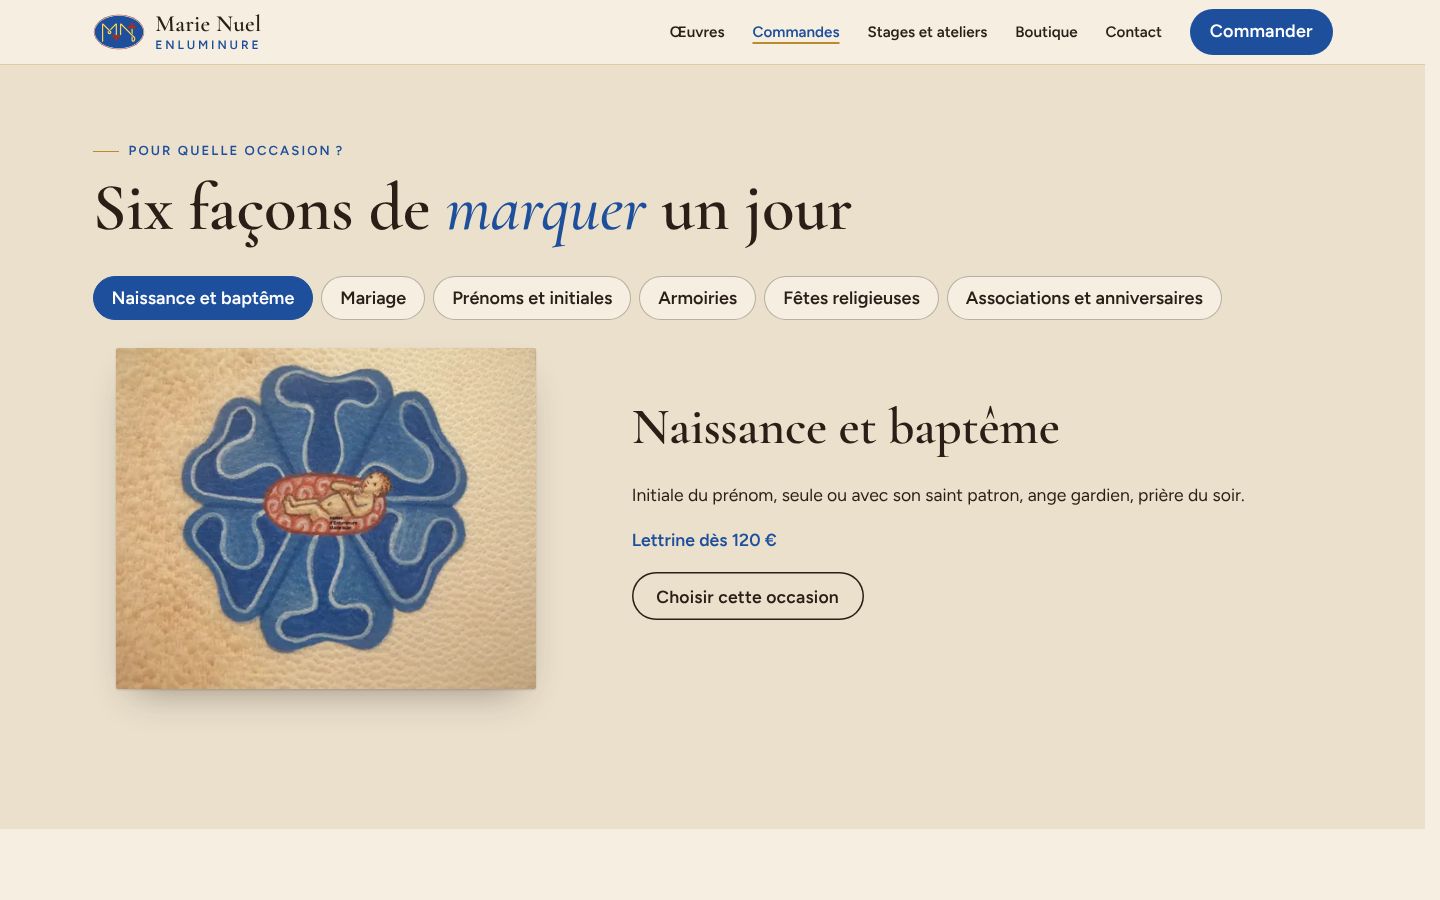 Marie Nuel
ENLUMINURE
Œuvres
Commandes
Stages et ateliers
Boutique
Contact
Commander
POUR QUELLE OCCASION ?
Six façons de marquer un jour
Naissance et baptême
Mariage
Prénoms et initiales
Armoiries
Fêtes religieuses
Associations et anniversaires
Naissance et baptême
Initiale du prénom, seule ou avec son saint patron, ange gardien, prière du soir.
Lettrine dès 120 €
Choisir cette occasion